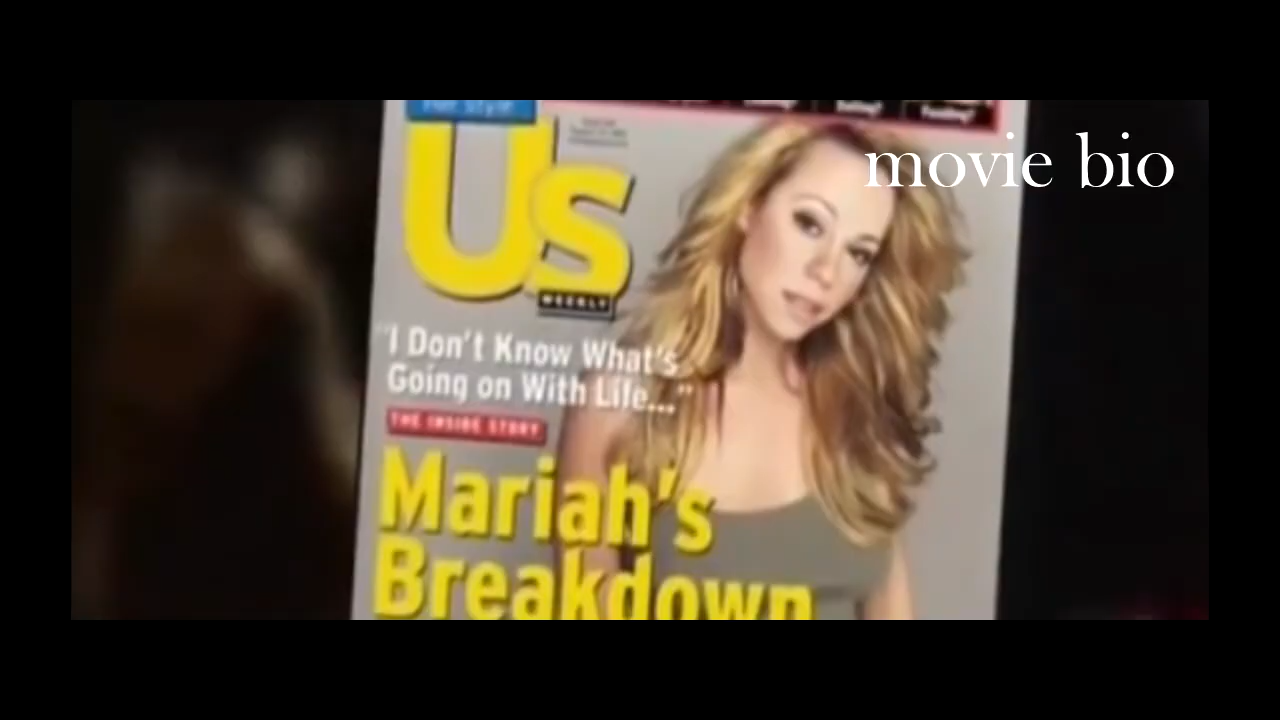 movie bio
Us
WEEKLY
"I Don't Know What's
Going on With Life..."
THE INSIDE STORY
Mariah's
Breakdown